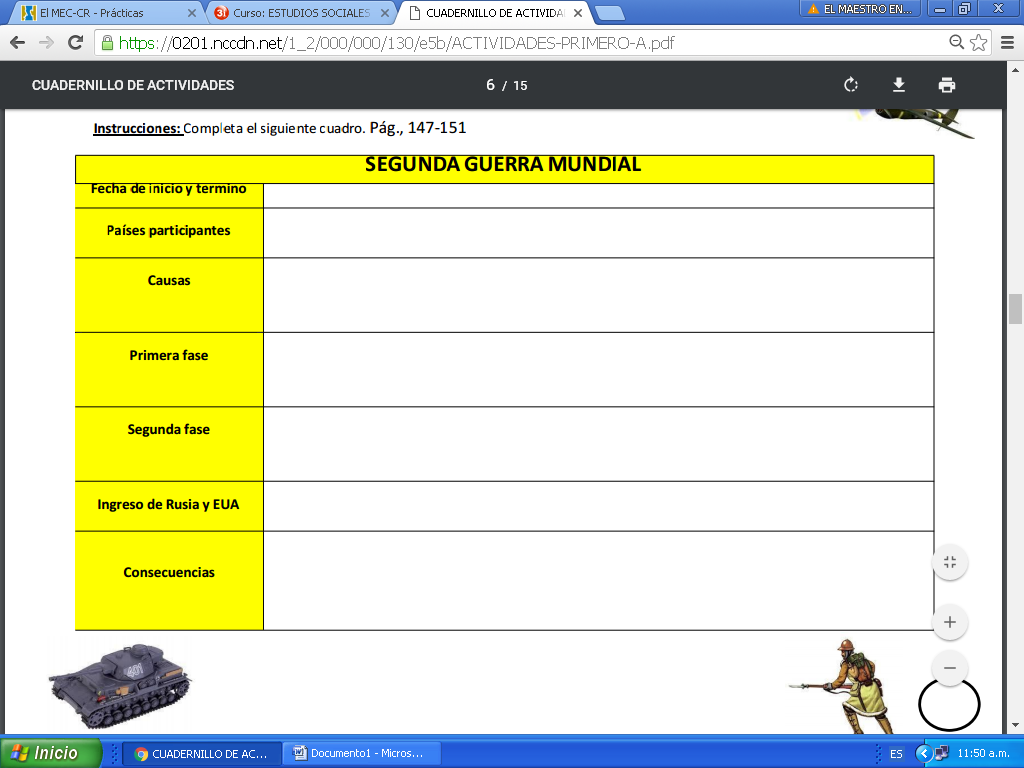 El MEC-CR - Prácticas
Curso: ESTUDIOS SOCIALES
CUADERNILLO DE ACTIVIDA
EL MAESTRO EN...
https://0201.nccdn.net/1_2/000/000/130/e5b/ACTIVIDADES-PRIMERO-A.pdf
CUADERNILLO DE ACTIVIDADES
6 / 15
Instrucciones: Completa el siguiente cuadro. Pág., 147-151
SEGUNDA GUERRA MUNDIAL
Fecha de inicio y termino
Países participantes
Causas
Primera fase
Segunda fase
Ingreso de Rusia y EUA
Consecuencias
401
Inicio
CUADERNILLO DE AC...
Documento1 - Micros...
ES
11:50 a.m.